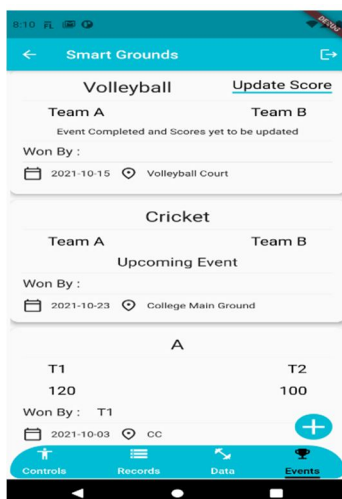 8:10
Smart Grounds
Volleyball Update Score
Team A Team B
Event Completed and Scores yet to be updated
Won By :
2021-10-15 Volleyball Court
Cricket
Team A Team B
Upcoming Event
Won By :
2021-10-23 College Main Ground
A
T1 T2
120 100
Won By : T1
2021-10-03 CC
Controls Records Data Events